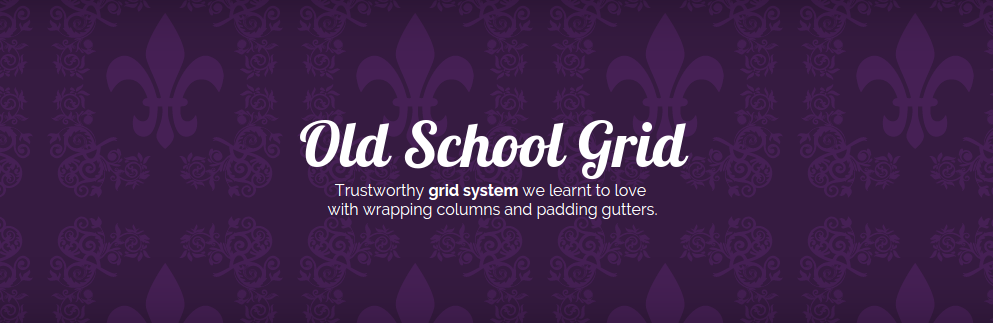 Old School Grid
Trustworthy grid system we learnt to love
with wrapping columns and padding gutters.